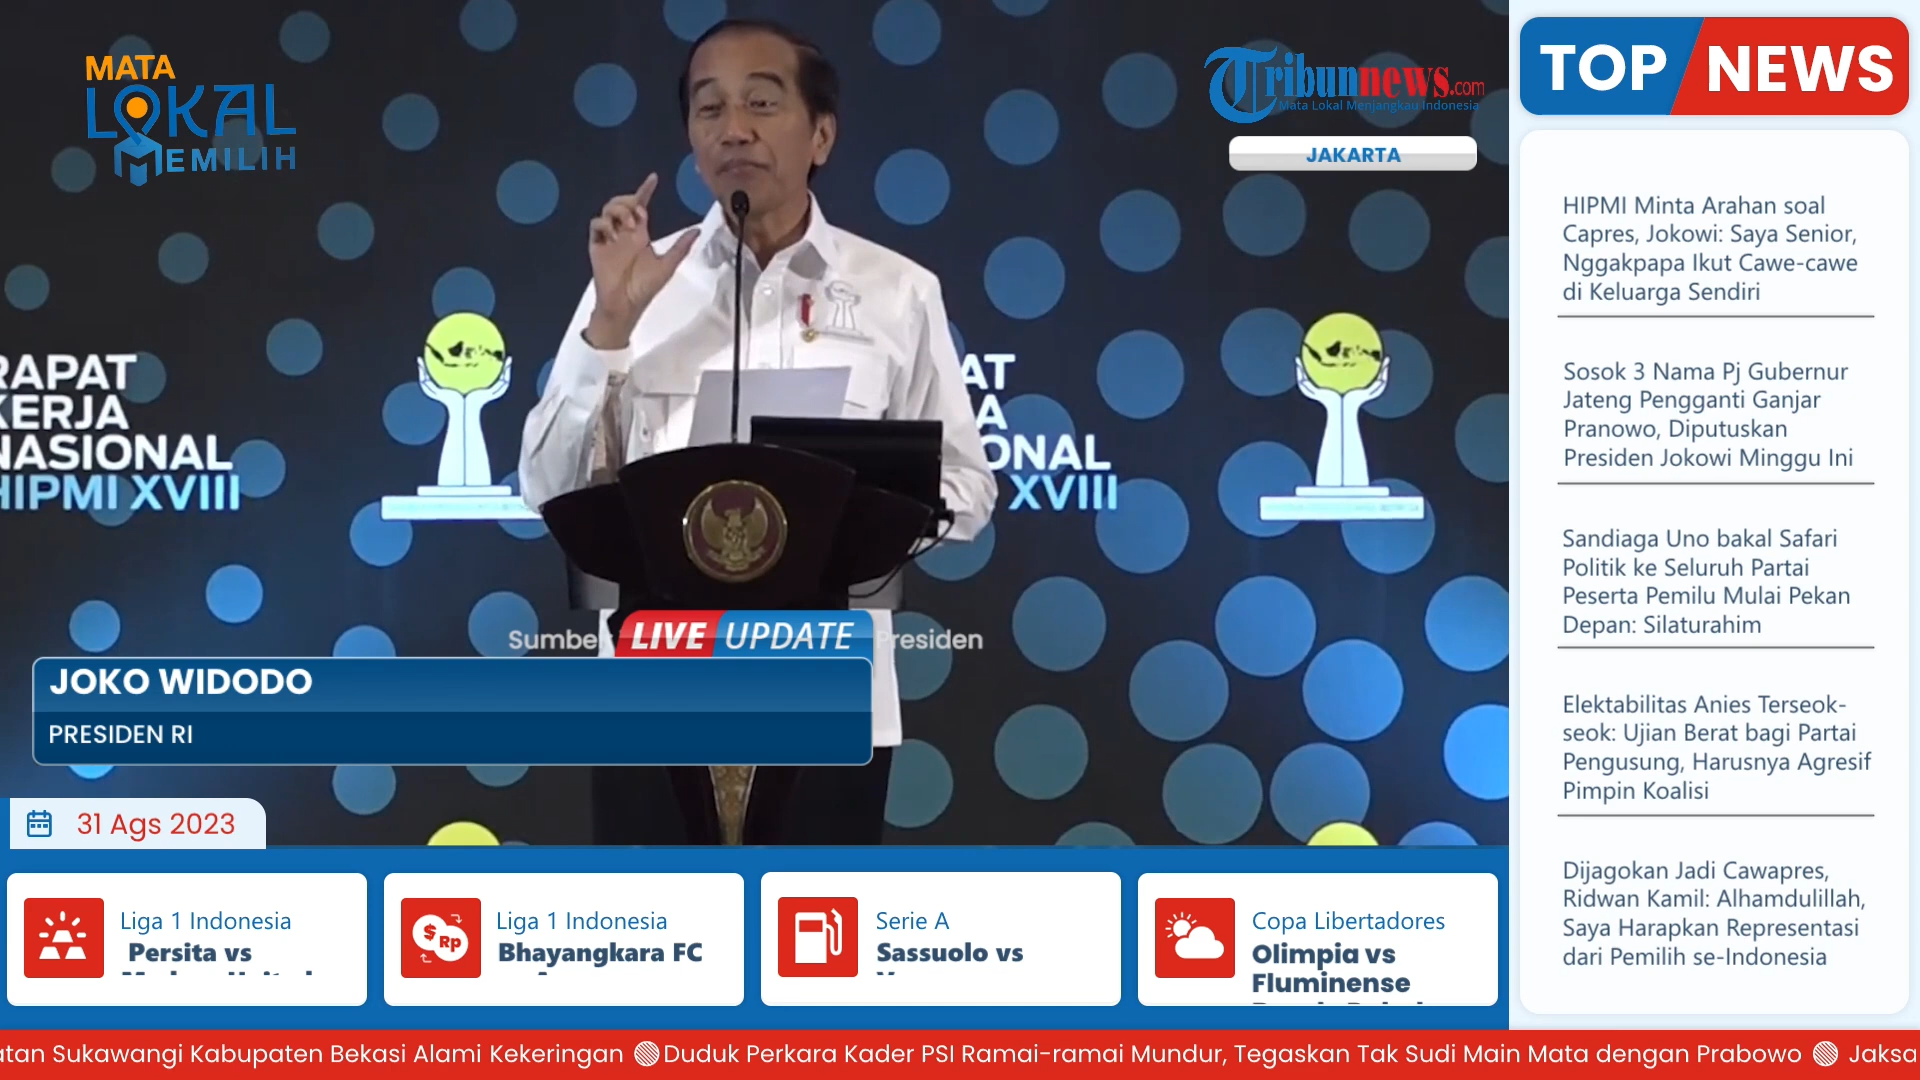 MATA
LOKAL
MEMILIH
Tribunnews.com
Mata Lokal Menjangkau Indonesia
JAKARTA
TOP NEWS
HIPMI Minta Arahan soal
Capres, Jokowi: Saya Senior,
Nggakpapa Ikut Cawe-cawe
di Keluarga Sendiri
Sosok 3 Nama Pj Gubernur
Jateng Pengganti Ganjar
Pranowo, Diputuskan
Presiden Jokowi Minggu Ini
Sandiaga Uno bakal Safari
Politik ke Seluruh Partai
Peserta Pemilu Mulai Pekan
Depan: Silaturahim
Elektabilitas Anies Terseok-
seok: Ujian Berat bagi Partai
Pengusung, Harusnya Agresif
Pimpin Koalisi
Dijagokan Jadi Cawapres,
Ridwan Kamil: Alhamdulillah,
Saya Harapkan Representasi
dari Pemilih se-Indonesia
RAPAT
KERJA
NASIONAL
HIPMI XVIII
AT
A
ONAL
XVIII
Sumber
LIVE UPDATE
Presiden
JOKO WIDODO
PRESIDEN RI
31 Ags 2023
Liga 1 Indonesia
Persita vs
$ Rp
Liga 1 Indonesia
Bhayangkara FC
Serie A
Sassuolo vs
Copa Libertadores
Olimpia vs
Fluminense
atan Sukawangi Kabupaten Bekasi Alami Kekeringan Duduk Perkara Kader PSI Ramai-ramai Mundur, Tegaskan Tak Sudi Main Mata dengan Prabowo Jaksa